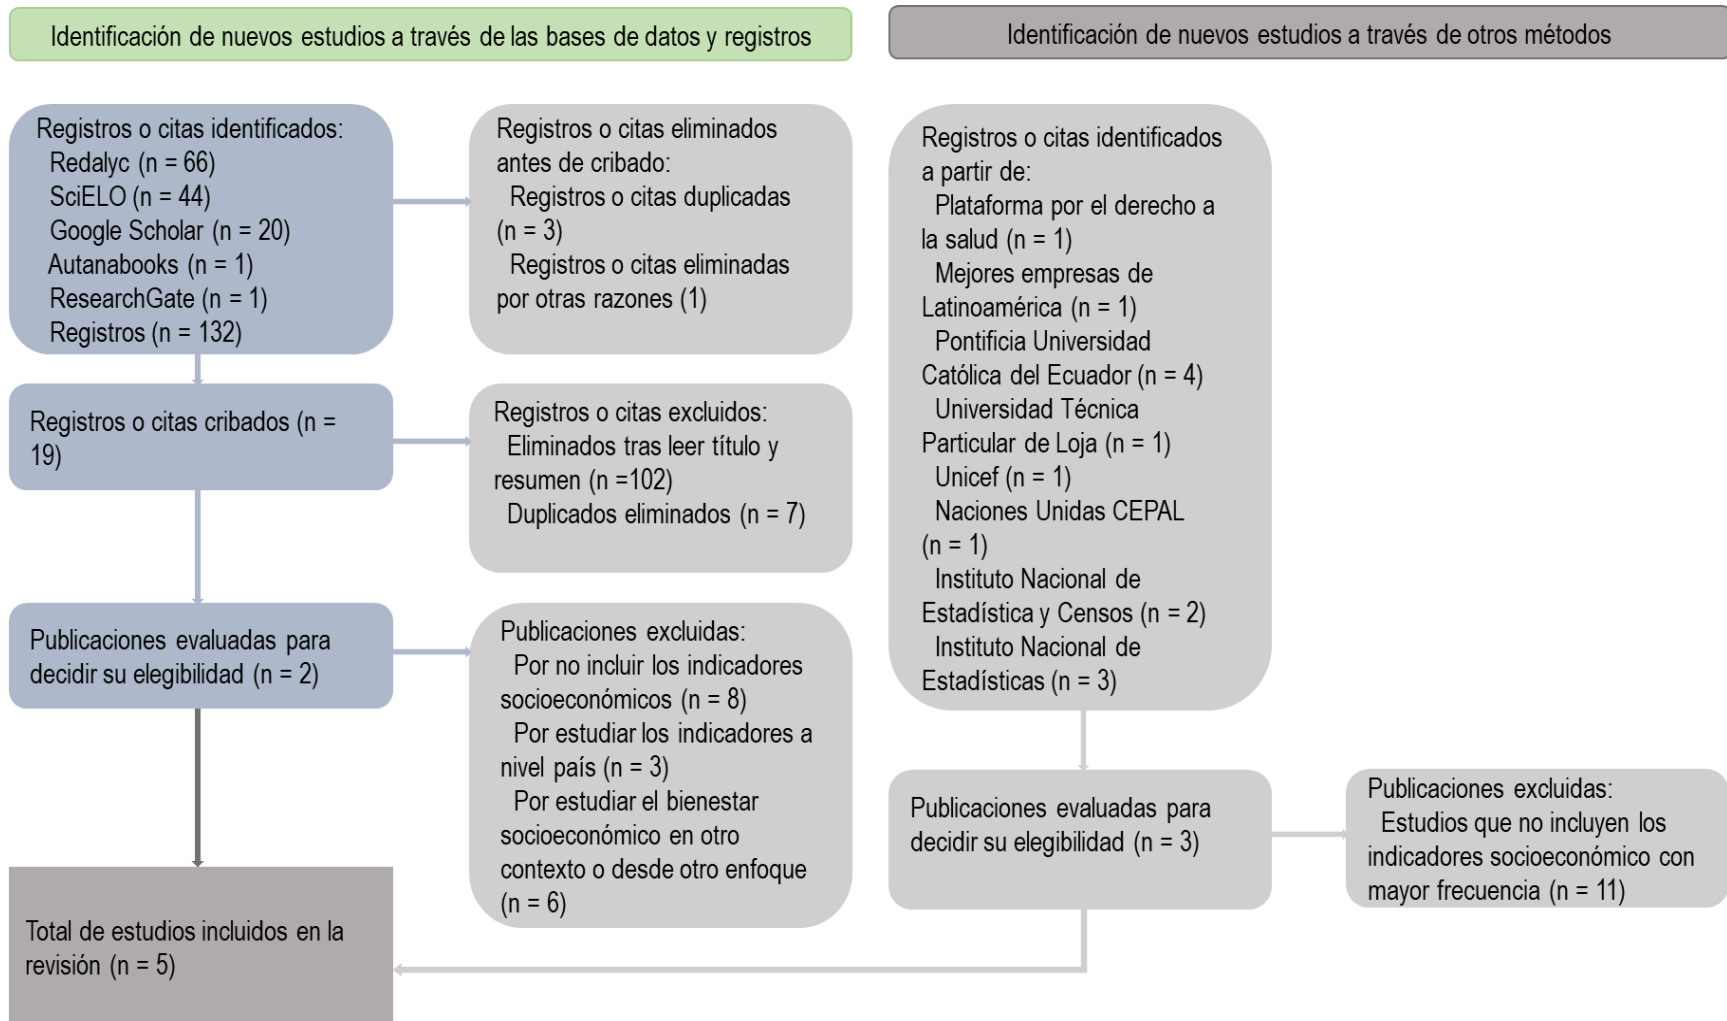 Identificación de nuevos estudios a través de las bases de datos y registros
Identificación de nuevos estudios a través de otros métodos
Registros o citas identificados:
Redalyc (n = 66)
SciELO (n = 44)
Google Scholar (n = 20)
Autanabooks (n = 1)
ResearchGate (n = 1)
Registros (n = 132)
Registros o citas eliminados
antes de cribado:
Registros o citas duplicadas
(n = 3)
Registros o citas eliminadas
por otras razones (1)
Registros o citas identificados
a partir de:
Plataforma por el derecho a
la salud (n = 1)
Mejores empresas de
Latinoamérica (n = 1)
Pontificia Universidad
Católica del Ecuador (n = 4)
Universidad Técnica
Particular de Loja (n = 1)
Unicef (n = 1)
Naciones Unidas CEPAL
(n = 1)
Instituto Nacional de
Estadística y Censos (n = 2)
Instituto Nacional de
Estadísticas (n = 3)
Registros o citas cribados (n =
19)
Registros o citas excluidos:
Eliminados tras leer título y
resumen (n =102)
Duplicados eliminados (n = 7)
Publicaciones evaluadas para
decidir su elegibilidad (n = 2)
Publicaciones excluidas:
Por no incluir los indicadores
socioeconómicos (n = 8)
Por estudiar los indicadores a
nivel país (n = 3)
Por estudiar el bienestar
socioeconómico en otro
contexto o desde otro enfoque
(n = 6)
Publicaciones evaluadas para
decidir su elegibilidad (n = 3)
Publicaciones excluidas:
Estudios que no incluyen los
indicadores socioeconómico con
mayor frecuencia (n = 11)
Total de estudios incluidos en la
revisión (n = 5)